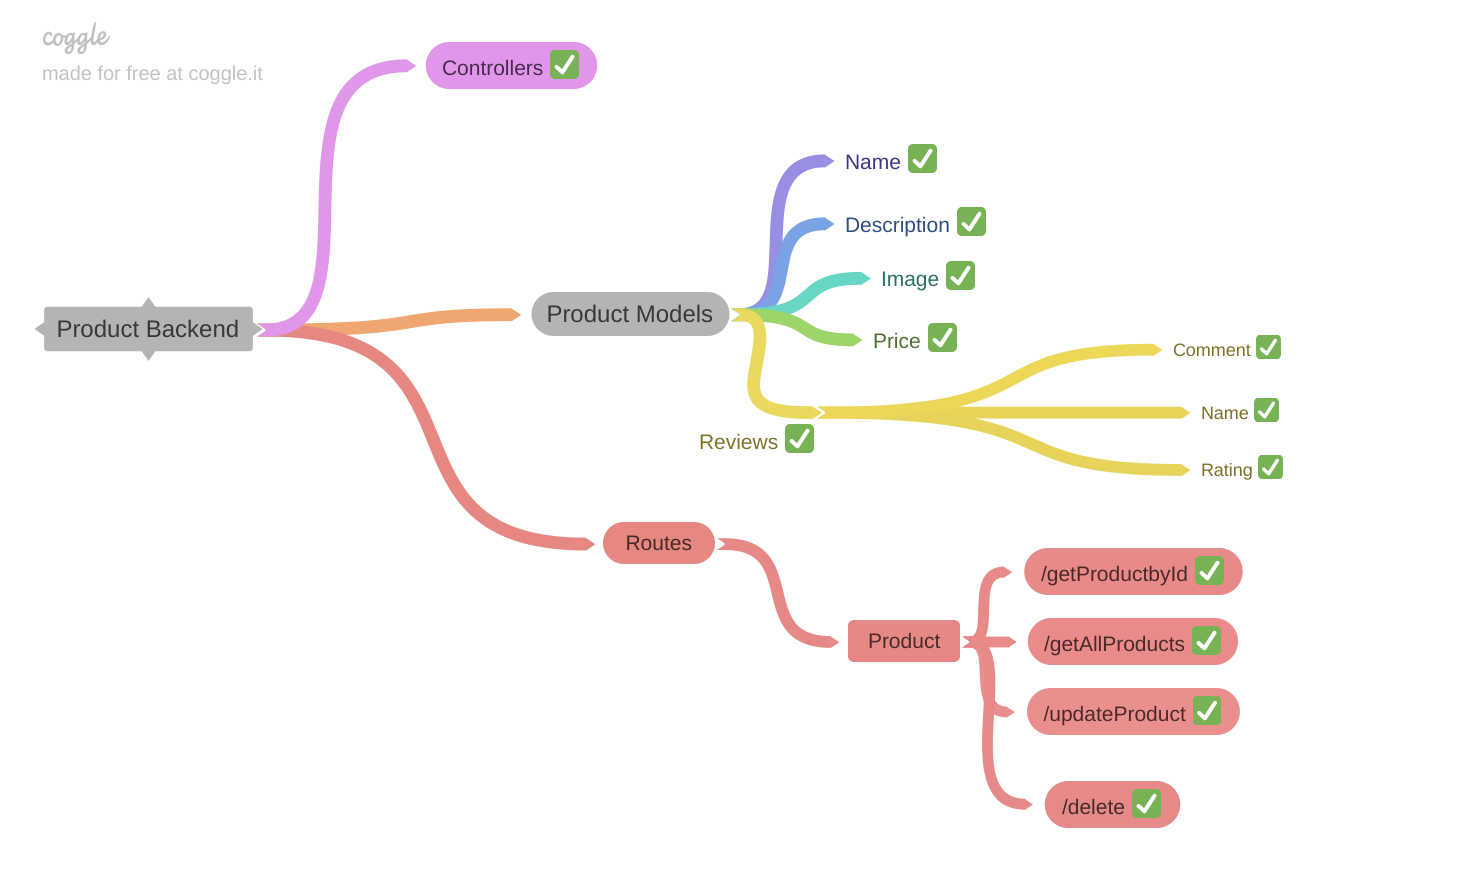 coggle
made for free at coggle.it
Controllers ✅
Name ✅
Description ✅
Image ✅
Product Models
Product Backend
Price ✅
Comment ✅
Name ✅
Reviews ✅
Rating ✅
Routes
/getProductbyId ✅
Product
/getAllProducts ✅
/updateProduct ✅
/delete ✅